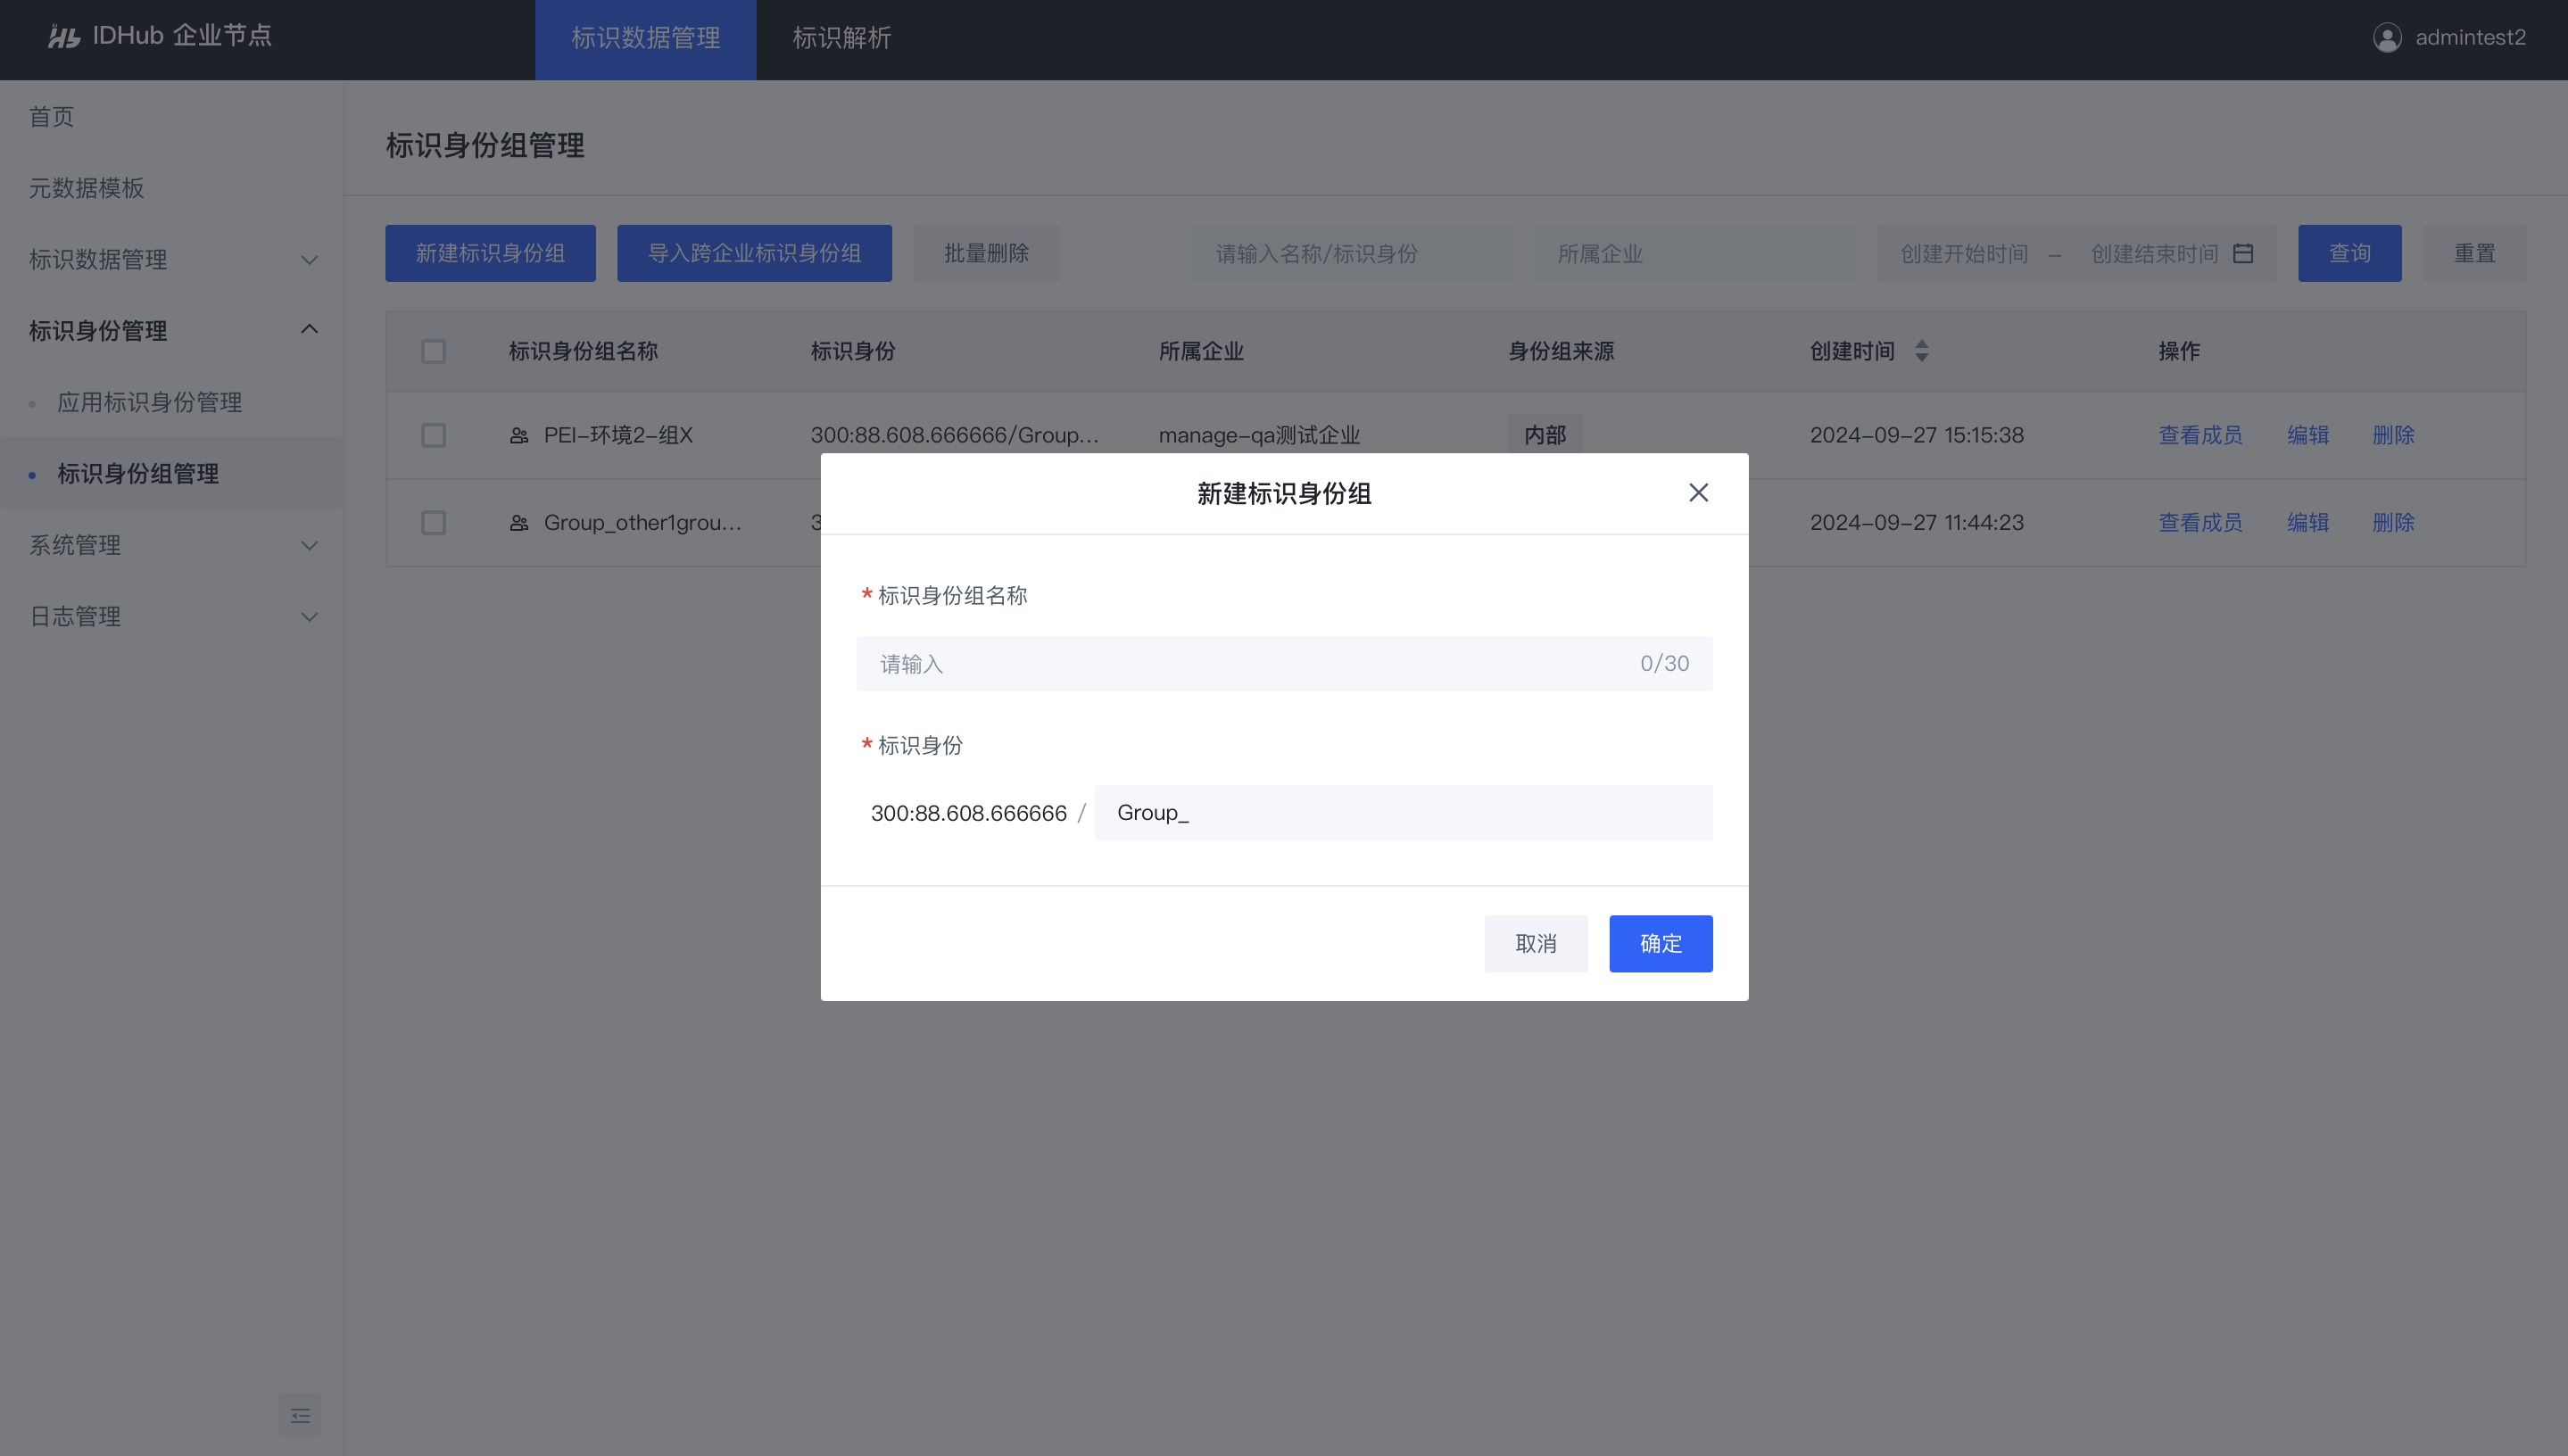 IDHub 企业节点
标识数据管理
标识解析
admintest2
首页
元数据模板
标识数据管理
标识身份管理
应用标识身份管理
标识身份组管理
系统管理
日志管理
标识身份组管理
新建标识身份组
导入跨企业标识身份组
批量删除
请输入名称/标识身份
所属企业
创建开始时间 – 创建结束时间
查询
重置
标识身份组名称 标识身份 所属企业 身份组来源 创建时间 操作
PEI-环境2-组X 300:88.608.666666/Group... manage-qa测试企业 内部 2024-09-27 15:15:38 查看成员 编辑 删除
Group_other1grou... 3 2024-09-27 11:44:23 查看成员 编辑 删除
新建标识身份组
* 标识身份组名称
请输入 0/30
* 标识身份
300:88.608.666666 / Group_
取消
确定